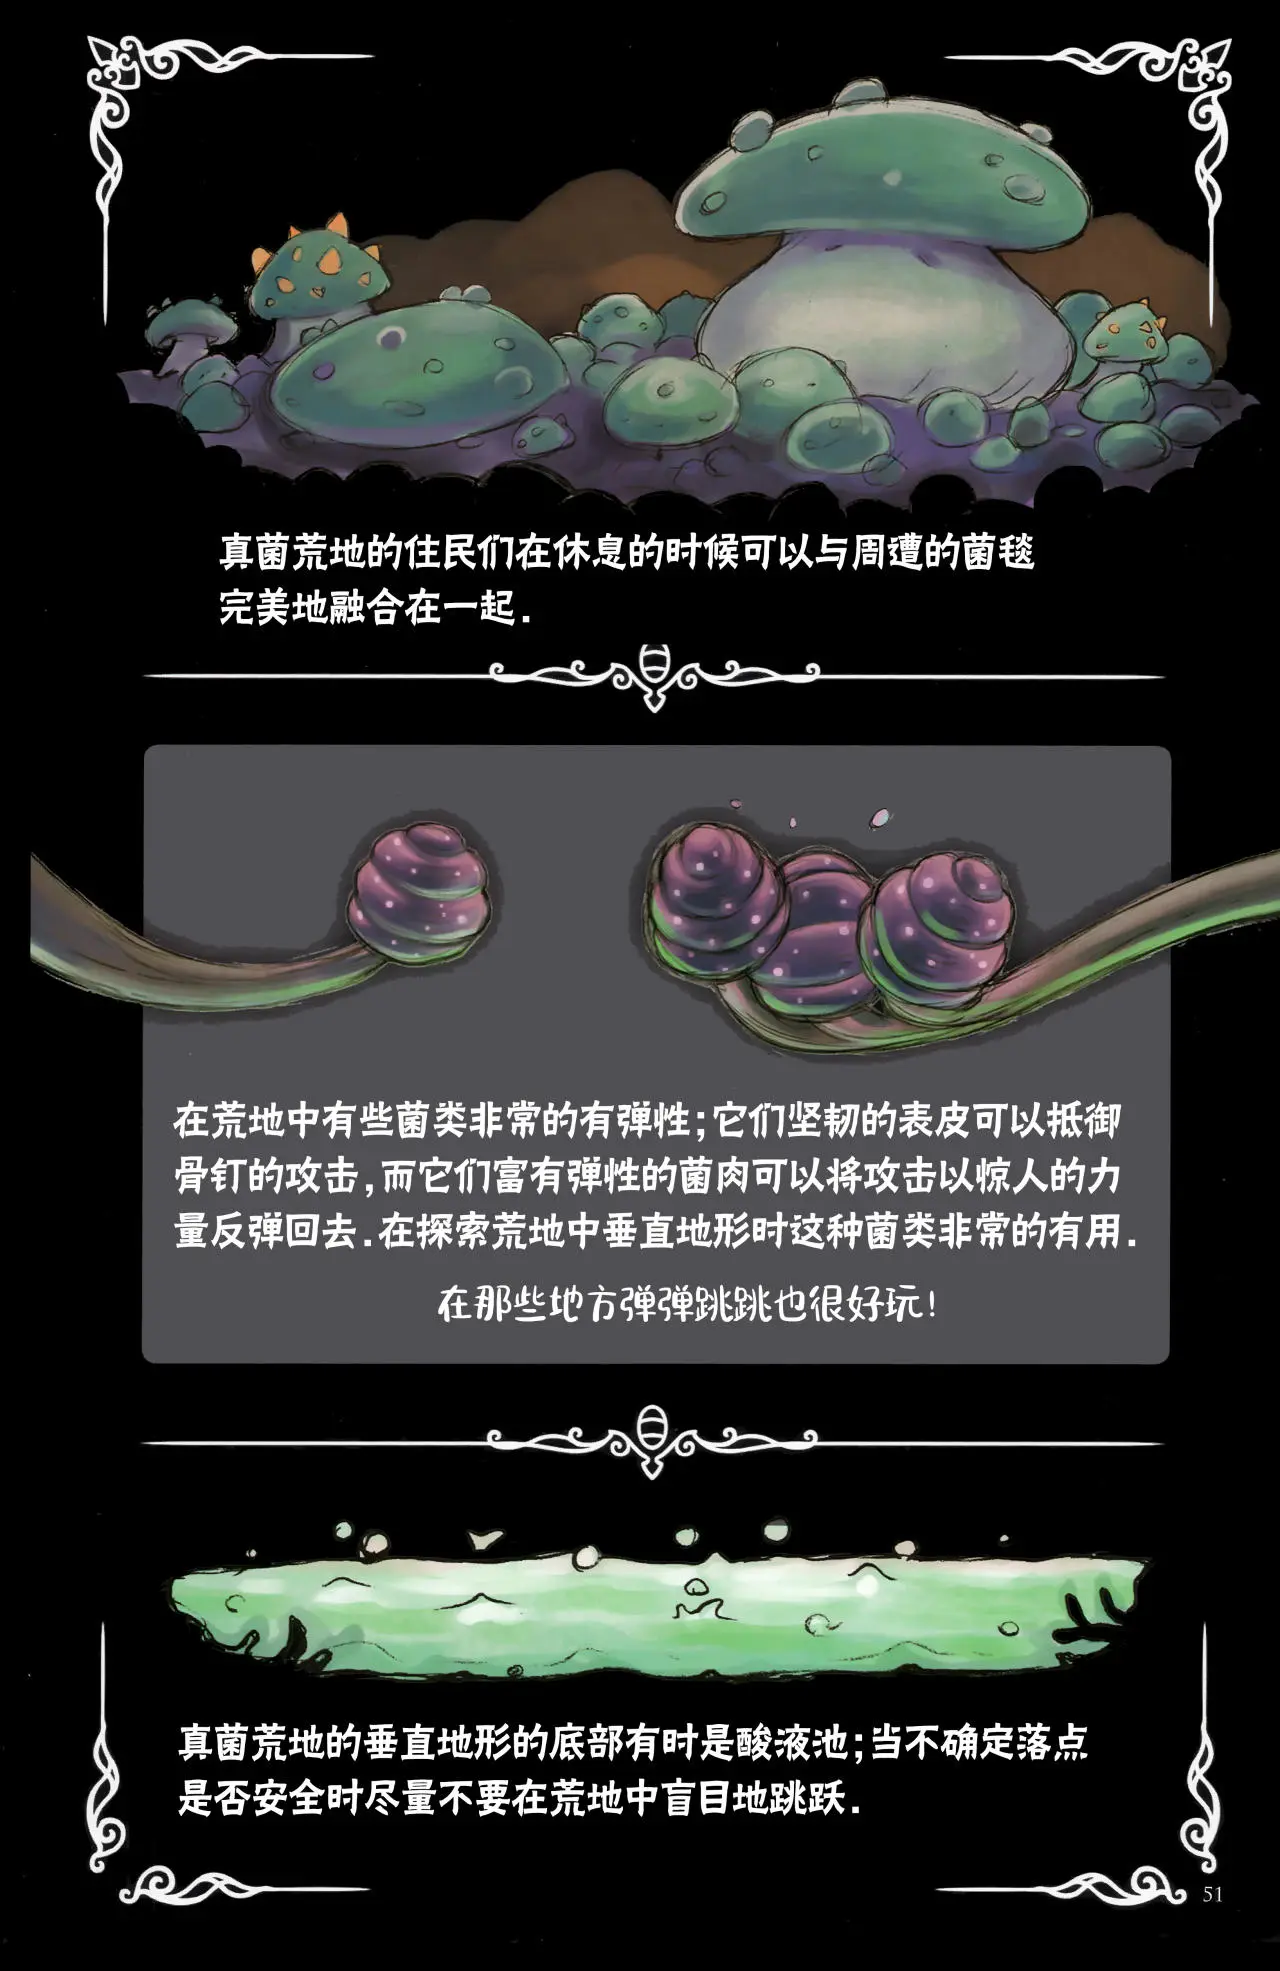 真菌荒地的住民们在休息的时候可以与周遭的菌毯
完美地融合在一起.
在荒地中有些菌类非常的有弹性;它们坚韧的表皮可以抵御
骨钉的攻击,而它们富有弹性的菌肉可以将攻击以惊人的力
量反弹回去.在探索荒地中垂直地形时这种菌类非常的有用.
在那些地方弹弹跳跳也很好玩!
真菌荒地的垂直地形的底部有时是酸液池;当不确定落点
是否安全时尽量不要在荒地中盲目地跳跃.
51